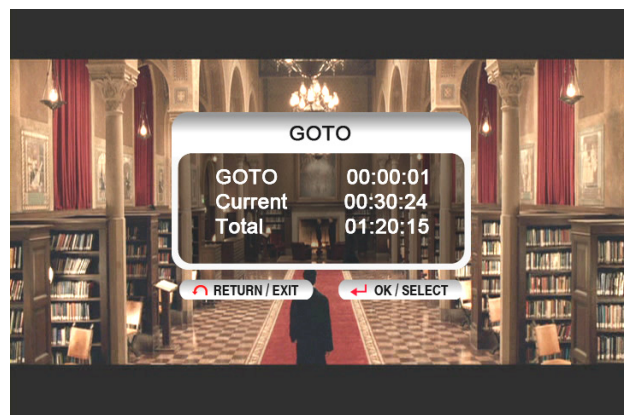 GOTO
GOTO 00:00:01
Current 00:30:24
Total 01:20:15
RETURN / EXIT OK / SELECT